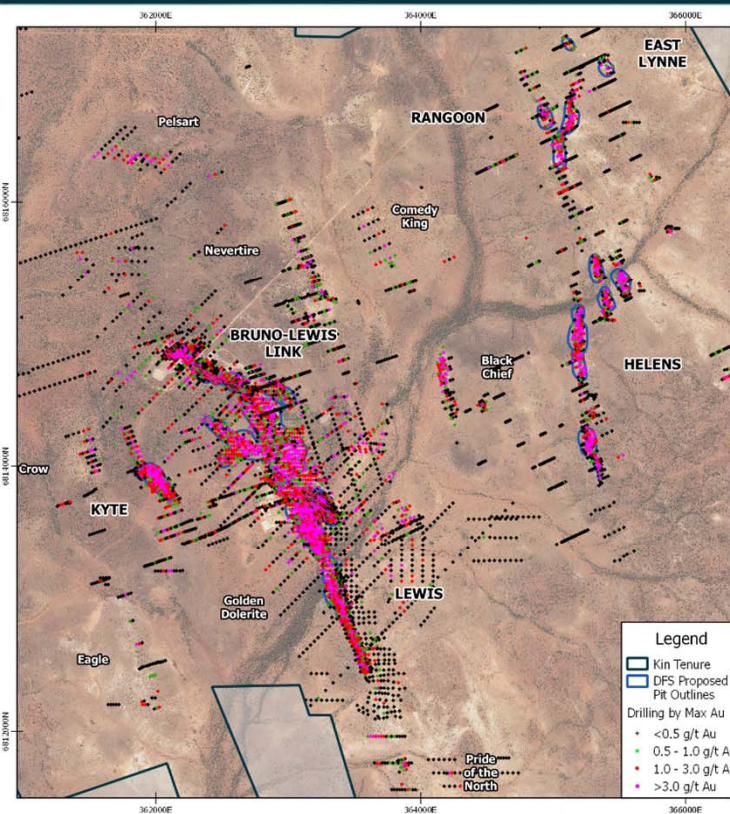 362000E
364000E
366000E
EAST
LYNNE
RANGOON
Pelsart
6816000N
Comedy
King
Nevertire
BRUNO-LEWIS
LINK
Black
Chief
HELENS
Crow
6814000N
KYTE
LEWIS
Golden
Dolerite
Eagle
6812000N
Pride
of the
North
Legend
Kin Tenure
DFS Proposed
Pit Outlines
Drilling by Max Au
<0.5 g/t Au
0.5 - 1.0 g/t A
1.0 - 3.0 g/t A
>3.0 g/t Au
362000E
364000E
366000E